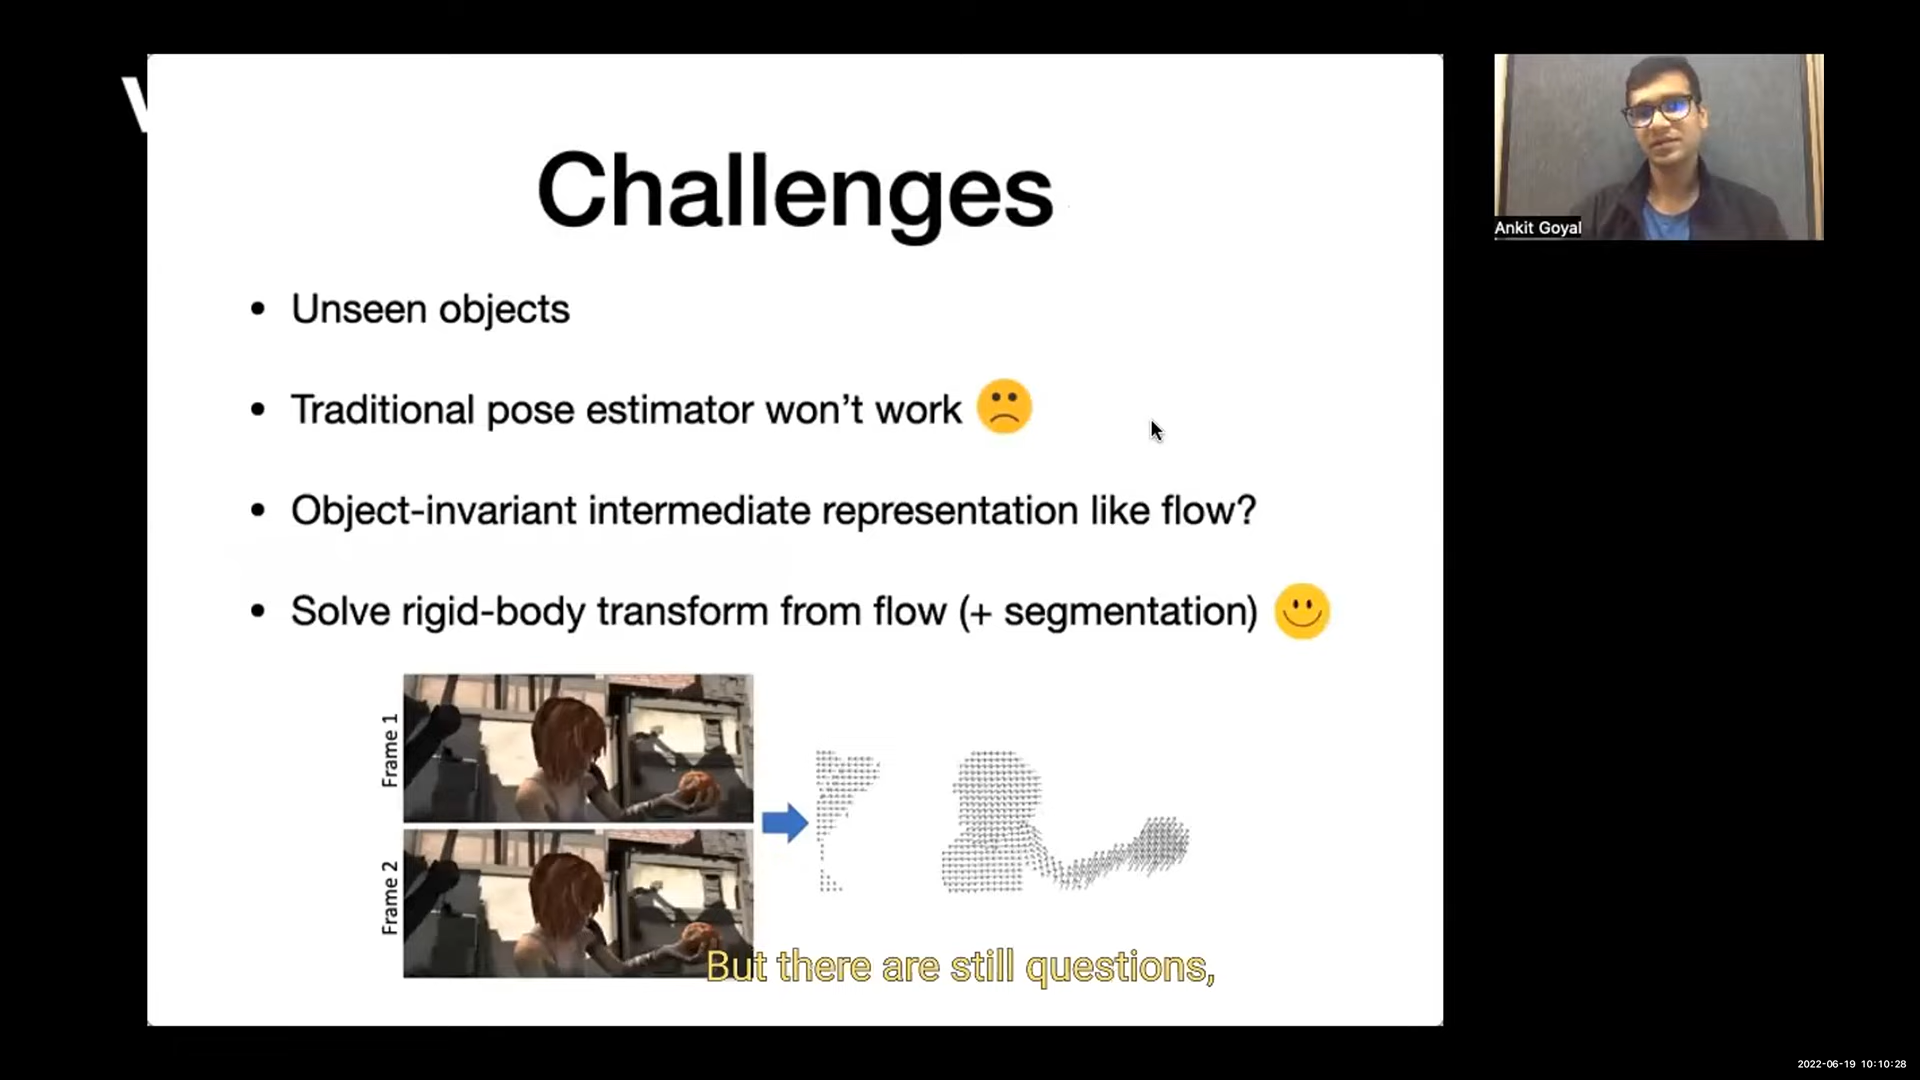 Challenges
Ankit Goyal
• Unseen objects
• Traditional pose estimator won’t work
• Object-invariant intermediate representation like flow?
• Solve rigid-body transform from flow (+ segmentation)
Frame 1
Frame 2
But there are still questions,
2022-06-19 10:10:28